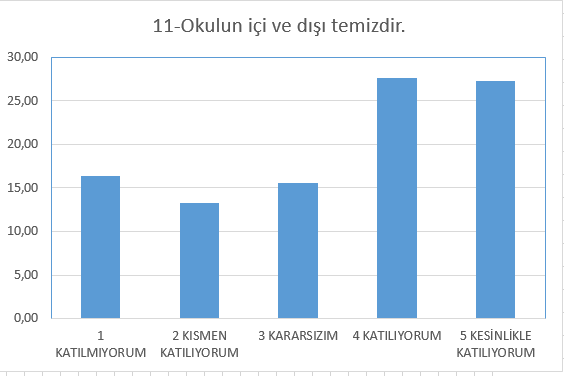 11-Okulun içi ve dışı temizdir.
30,00
25,00
20,00
15,00
10,00
5,00
0,00
1
KATILMIYORUM
2 KISMEN
KATILIYORUM
3 KARARSIZIM
4 KATILIYORUM
5 KESİNLİKLE
KATILIYORUM